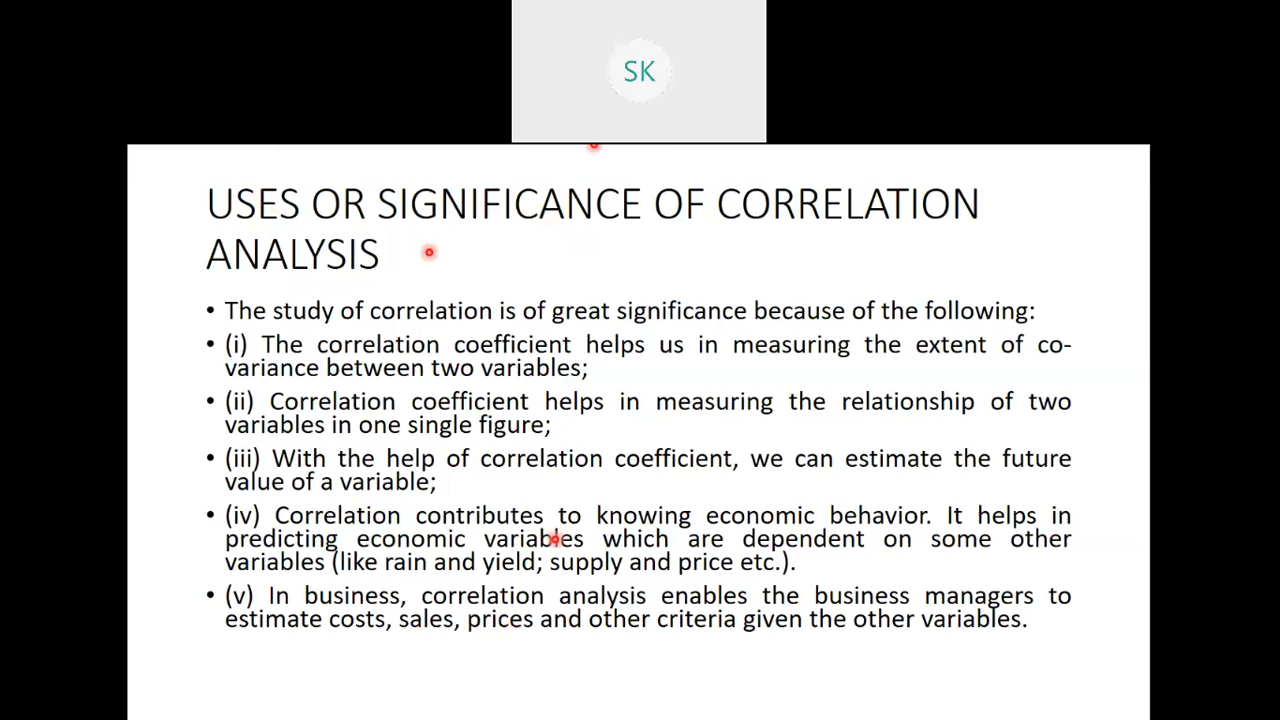 SK
USES OR SIGNIFICANCE OF CORRELATION
ANALYSIS
• The study of correlation is of great significance because of the following:
• (i) The correlation coefficient helps us in measuring the extent of co-
variance between two variables;
• (ii) Correlation coefficient helps in measuring the relationship of two
variables in one single figure;
• (iii) With the help of correlation coefficient, we can estimate the future
value of a variable;
• (iv) Correlation contributes to knowing economic behavior. It helps in
predicting economic variables which are dependent on some other
variables (like rain and yield; supply and price etc.).
• (v) In business, correlation analysis enables the business managers to
estimate costs, sales, prices and other criteria given the other variables.